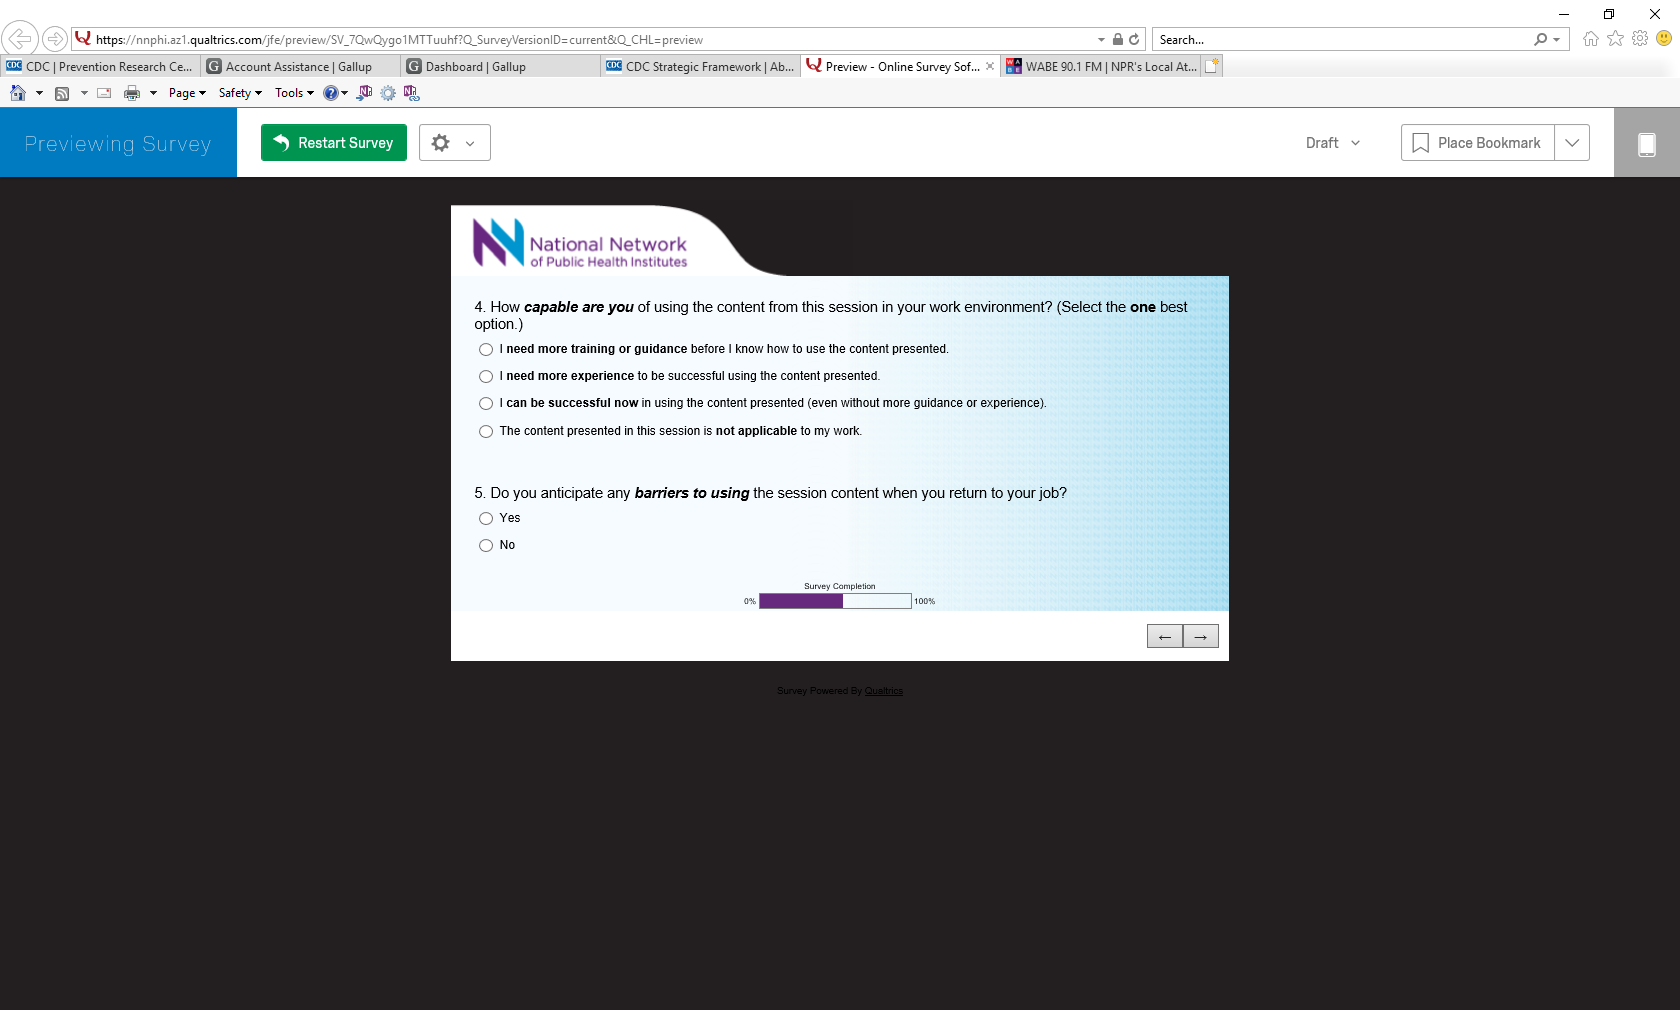 https://nnphi.az1.qualtrics.com/jfe/preview/SV_7QwQygo1MTTuuhf?Q_SurveyVersionID=current&Q_CHL=preview
Search...
CDC | Prevention Research Ce...
Account Assistance | Gallup
Dashboard | Gallup
CDC Strategic Framework | Ab...
Preview - Online Survey Sof...
WABE 90.1 FM | NPR's Local At...
Page
Safety
Tools
Previewing Survey
Restart Survey
Draft
Place Bookmark
National Network
of Public Health Institutes
4. How capable are you of using the content from this session in your work environment? (Select the one best
option.)
I need more training or guidance before I know how to use the content presented.
I need more experience to be successful using the content presented.
I can be successful now in using the content presented (even without more guidance or experience).
The content presented in this session is not applicable to my work.
5. Do you anticipate any barriers to using the session content when you return to your job?
Yes
No
Survey Completion
0% 100%
← →
Survey Powered By Qualtrics